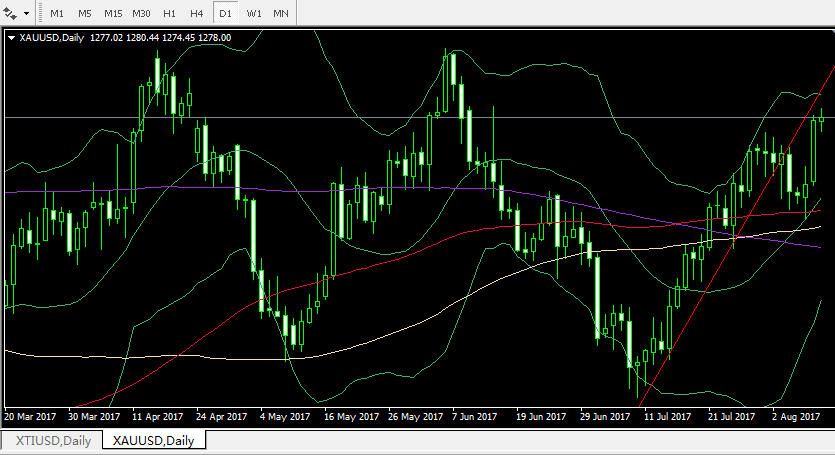 M1 M5 M15 M30 H1 H4 D1 W1 MN
XAUUSD,Daily 1277.02 1280.44 1274.45 1278.00
20 Mar 2017 30 Mar 2017 11 Apr 2017 24 Apr 2017 4 May 2017 16 May 2017 26 May 2017 7 Jun 2017 19 Jun 2017 29 Jun 2017 11 Jul 2017 21 Jul 2017 2 Aug 2017
XTIUSD,Daily XAUUSD,Daily